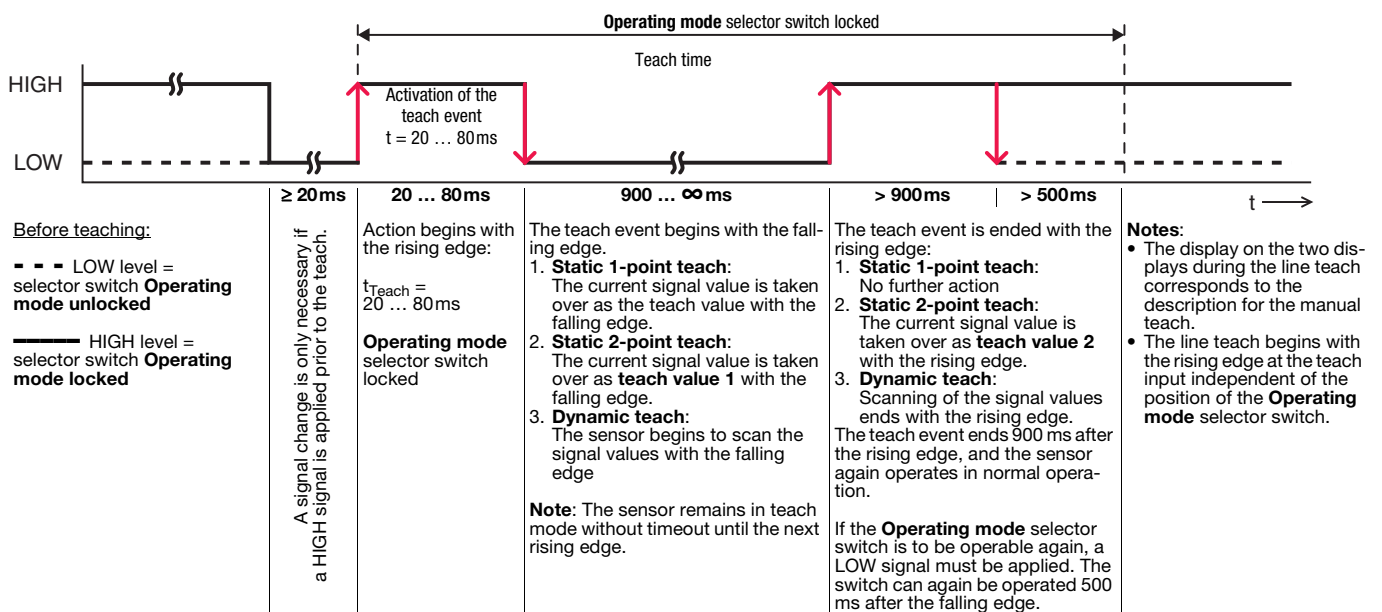 Operating mode selector switch locked
Teach time
HIGH
Activation of the
teach event
t = 20 … 80 ms
LOW
≥ 20 ms
20 … 80 ms
900 … ∞ ms
> 900 ms
> 500 ms
t
Before teaching:
LOW level =
selector switch Operating
mode unlocked
HIGH level =
selector switch Operating
mode locked
A signal change is only necessary if
a HIGH signal is applied prior to the teach.
Action begins with
the rising edge:
tTeach =
20 … 80 ms
Operating mode
selector switch
locked
The teach event begins with the fall-
ing edge.
1. Static 1-point teach:
The current signal value is taken
over as the teach value with the
falling edge.
2. Static 2-point teach:
The current signal value is taken
over as teach value 1 with the
falling edge.
3. Dynamic teach:
The sensor begins to scan the
signal values with the falling
edge
Note: The sensor remains in teach
mode without timeout until the next
rising edge.
The teach event is ended with the
rising edge:
1. Static 1-point teach:
No further action
2. Static 2-point teach:
The current signal value is
taken over as teach value 2
with the rising edge.
3. Dynamic teach:
Scanning of the signal values
ends with the rising edge.
The teach event ends 900 ms after
the rising edge, and the sensor
again operates in normal opera-
tion.
If the Operating mode selector
switch is to be operable again, a
LOW signal must be applied. The
switch can again be operated 500
ms after the falling edge.
Notes:
• The display on the two dis-
plays during the line teach
corresponds to the
description for the manual
teach.
• The line teach begins with
the rising edge at the teach
input independent of the
position of the Operating
mode selector switch.